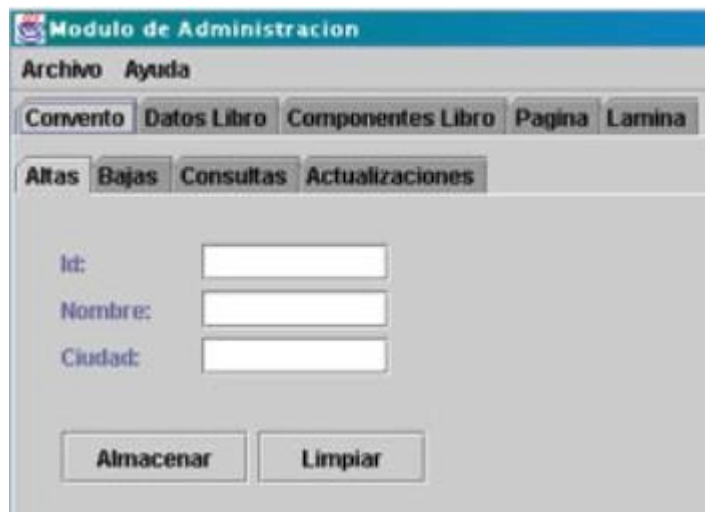 Modulo de Administracion
Archivo Ayuda
Convento Datos Libro Componentes Libro Pagina Lamina
Altas Bajas Consultas Actualizaciones
Id:
Nombre:
Ciudad:
Almacenar Limpiar